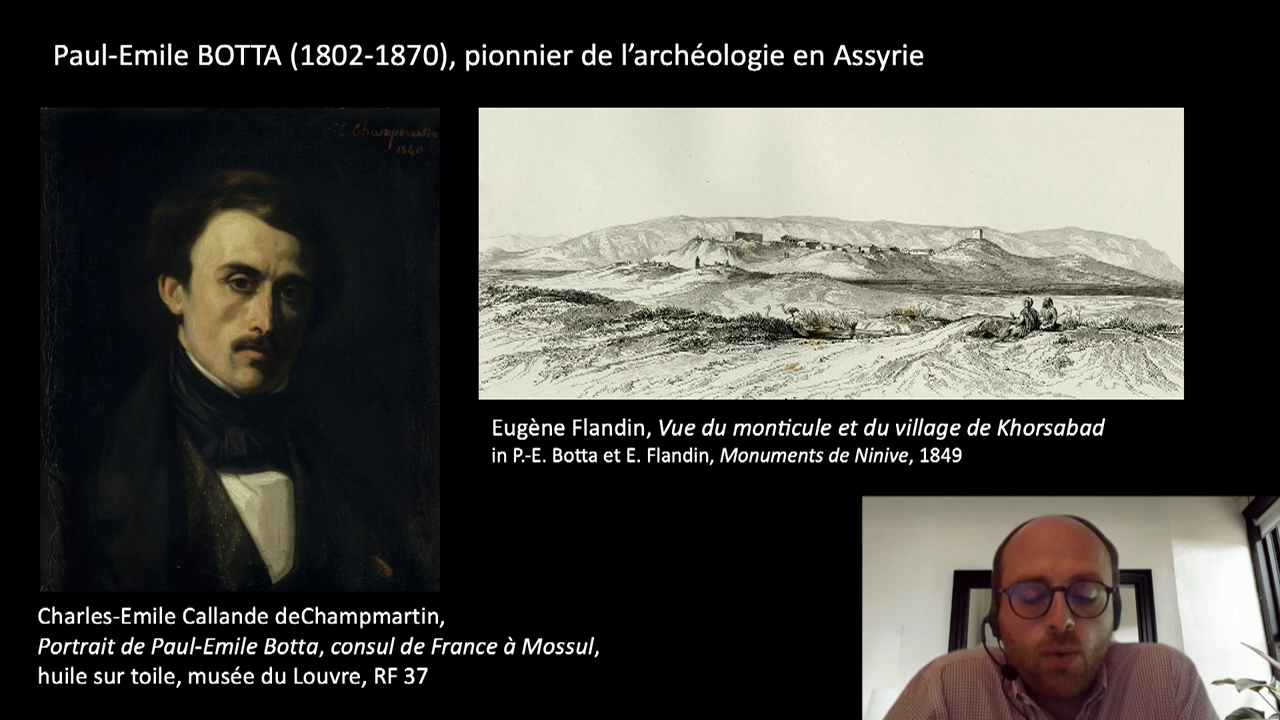 Paul-Emile BOTTA (1802-1870), pionnier de l'archéologie en Assyrie
C. Champmartin
1840
Eugène Flandin, Vue du monticule et du village de Khorsabad
in P.-E. Botta et E. Flandin, Monuments de Ninive, 1849
Charles-Emile Callande deChampmartin,
Portrait de Paul-Emile Botta, consul de France à Mossul,
huile sur toile, musée du Louvre, RF 37